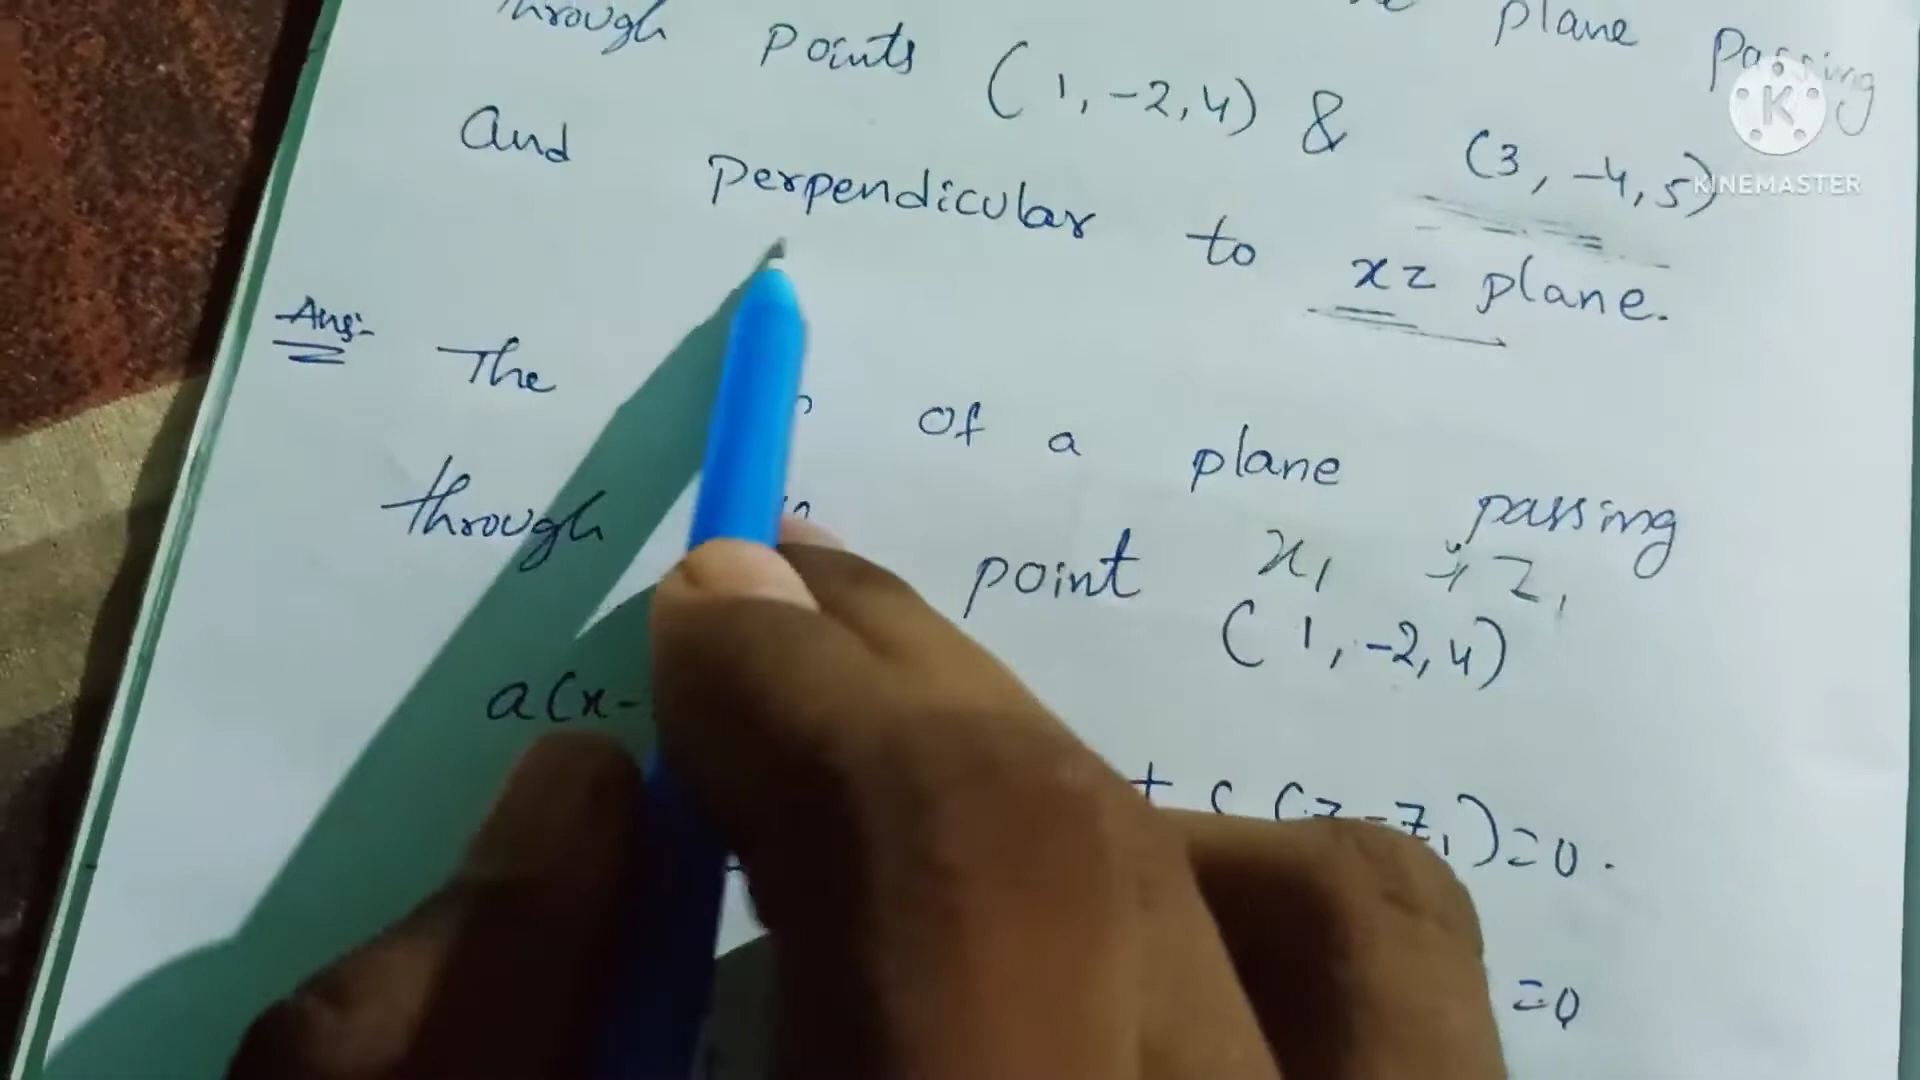 plane passing
through points (1, -2, 4) & (3, -4, 5)
and perpendicular to xz plane.
Ans:- The of a plane passing
through point x₁ y₁ z₁
(1, -2, 4)
a(x-
+ c (z-z₁)=0.
=0
K
KINEMASTER